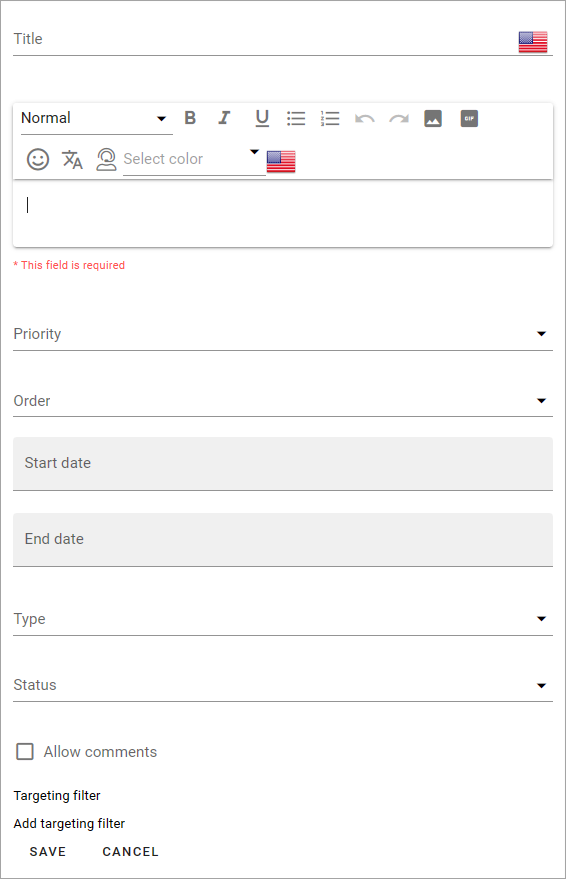 Title
Normal
B I U
GIF
Select color
* This field is required
Priority
Order
Start date
End date
Type
Status
Allow comments
Targeting filter
Add targeting filter
SAVE CANCEL